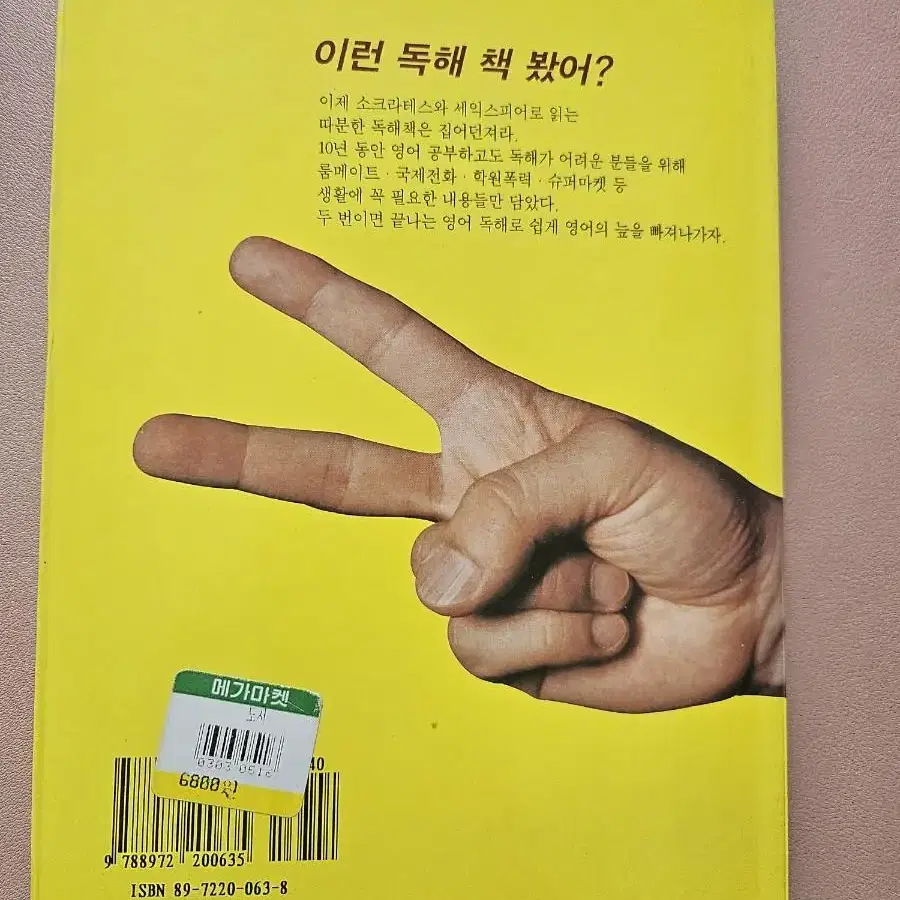 이런 독해 책 봤어?
이제 소크라테스와 세익스피어로 읽는
따분한 독해책은 집어던져라.
10년 동안 영어 공부하고도 독해가 어려운 분들을 위해
룸메이트 · 국제전화 · 학원폭력 · 슈퍼마켓 등
생활에 꼭 필요한 내용들만 담았다.
두 번이면 끝나는 영어 독해로 쉽게 영어의 늪을 빠져나가자.
메가마켓
도서
6800원
40
9 788972 200635
ISBN 89-7220-063-8